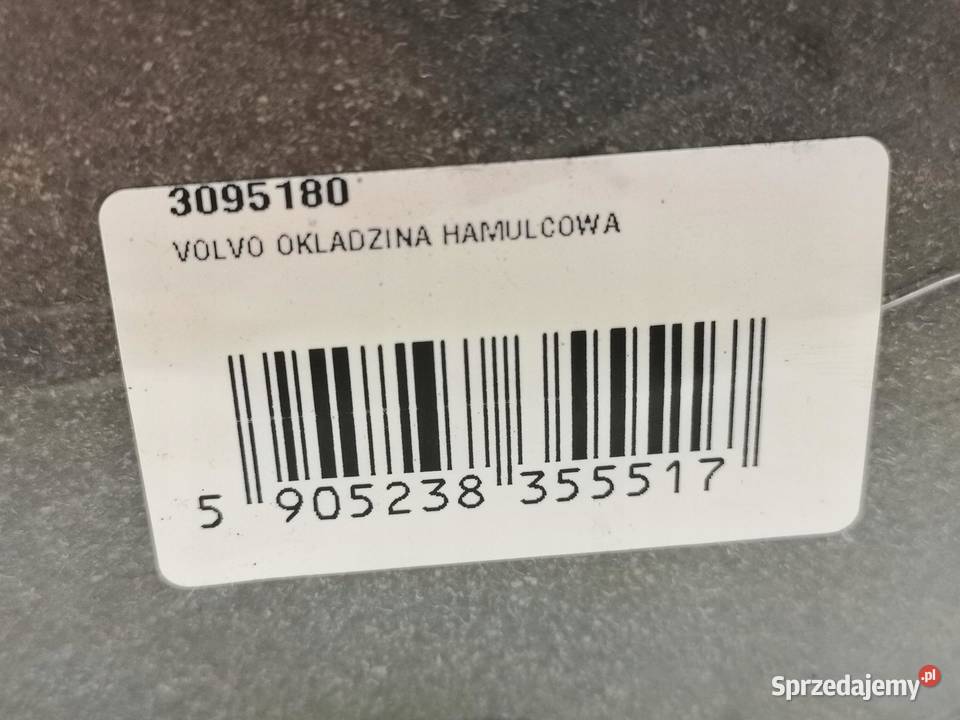 3095180
VOLVO OKLADZINA HAMULCOWA
5 905238 355517
Sprzedajemy.pl